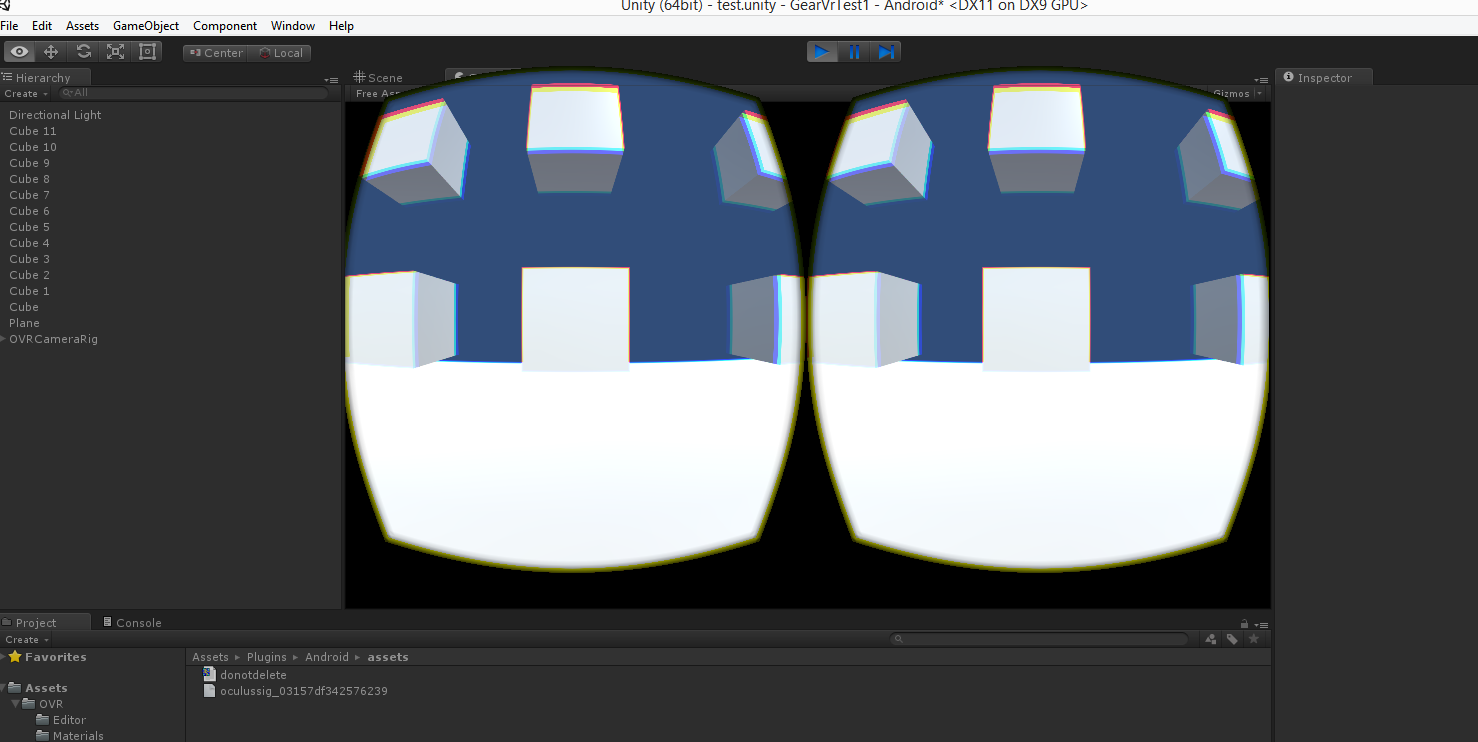 Unity (64bit) - test.unity - GearVrTest1 - Android* <DX11 on DX9 GPU>
File Edit Assets GameObject Component Window Help
Center Local
Hierarchy
Create All
Directional Light
Cube 11
Cube 10
Cube 9
Cube 8
Cube 7
Cube 6
Cube 5
Cube 4
Cube 3
Cube 2
Cube 1
Cube
Plane
OVRCameraRig
Scene
Free
Gizmos
Inspector
Project Console
Create
Favorites
Assets
OVR
Editor
Materials
Assets Plugins Android assets
donotdelete
oculussig_03157df342576239